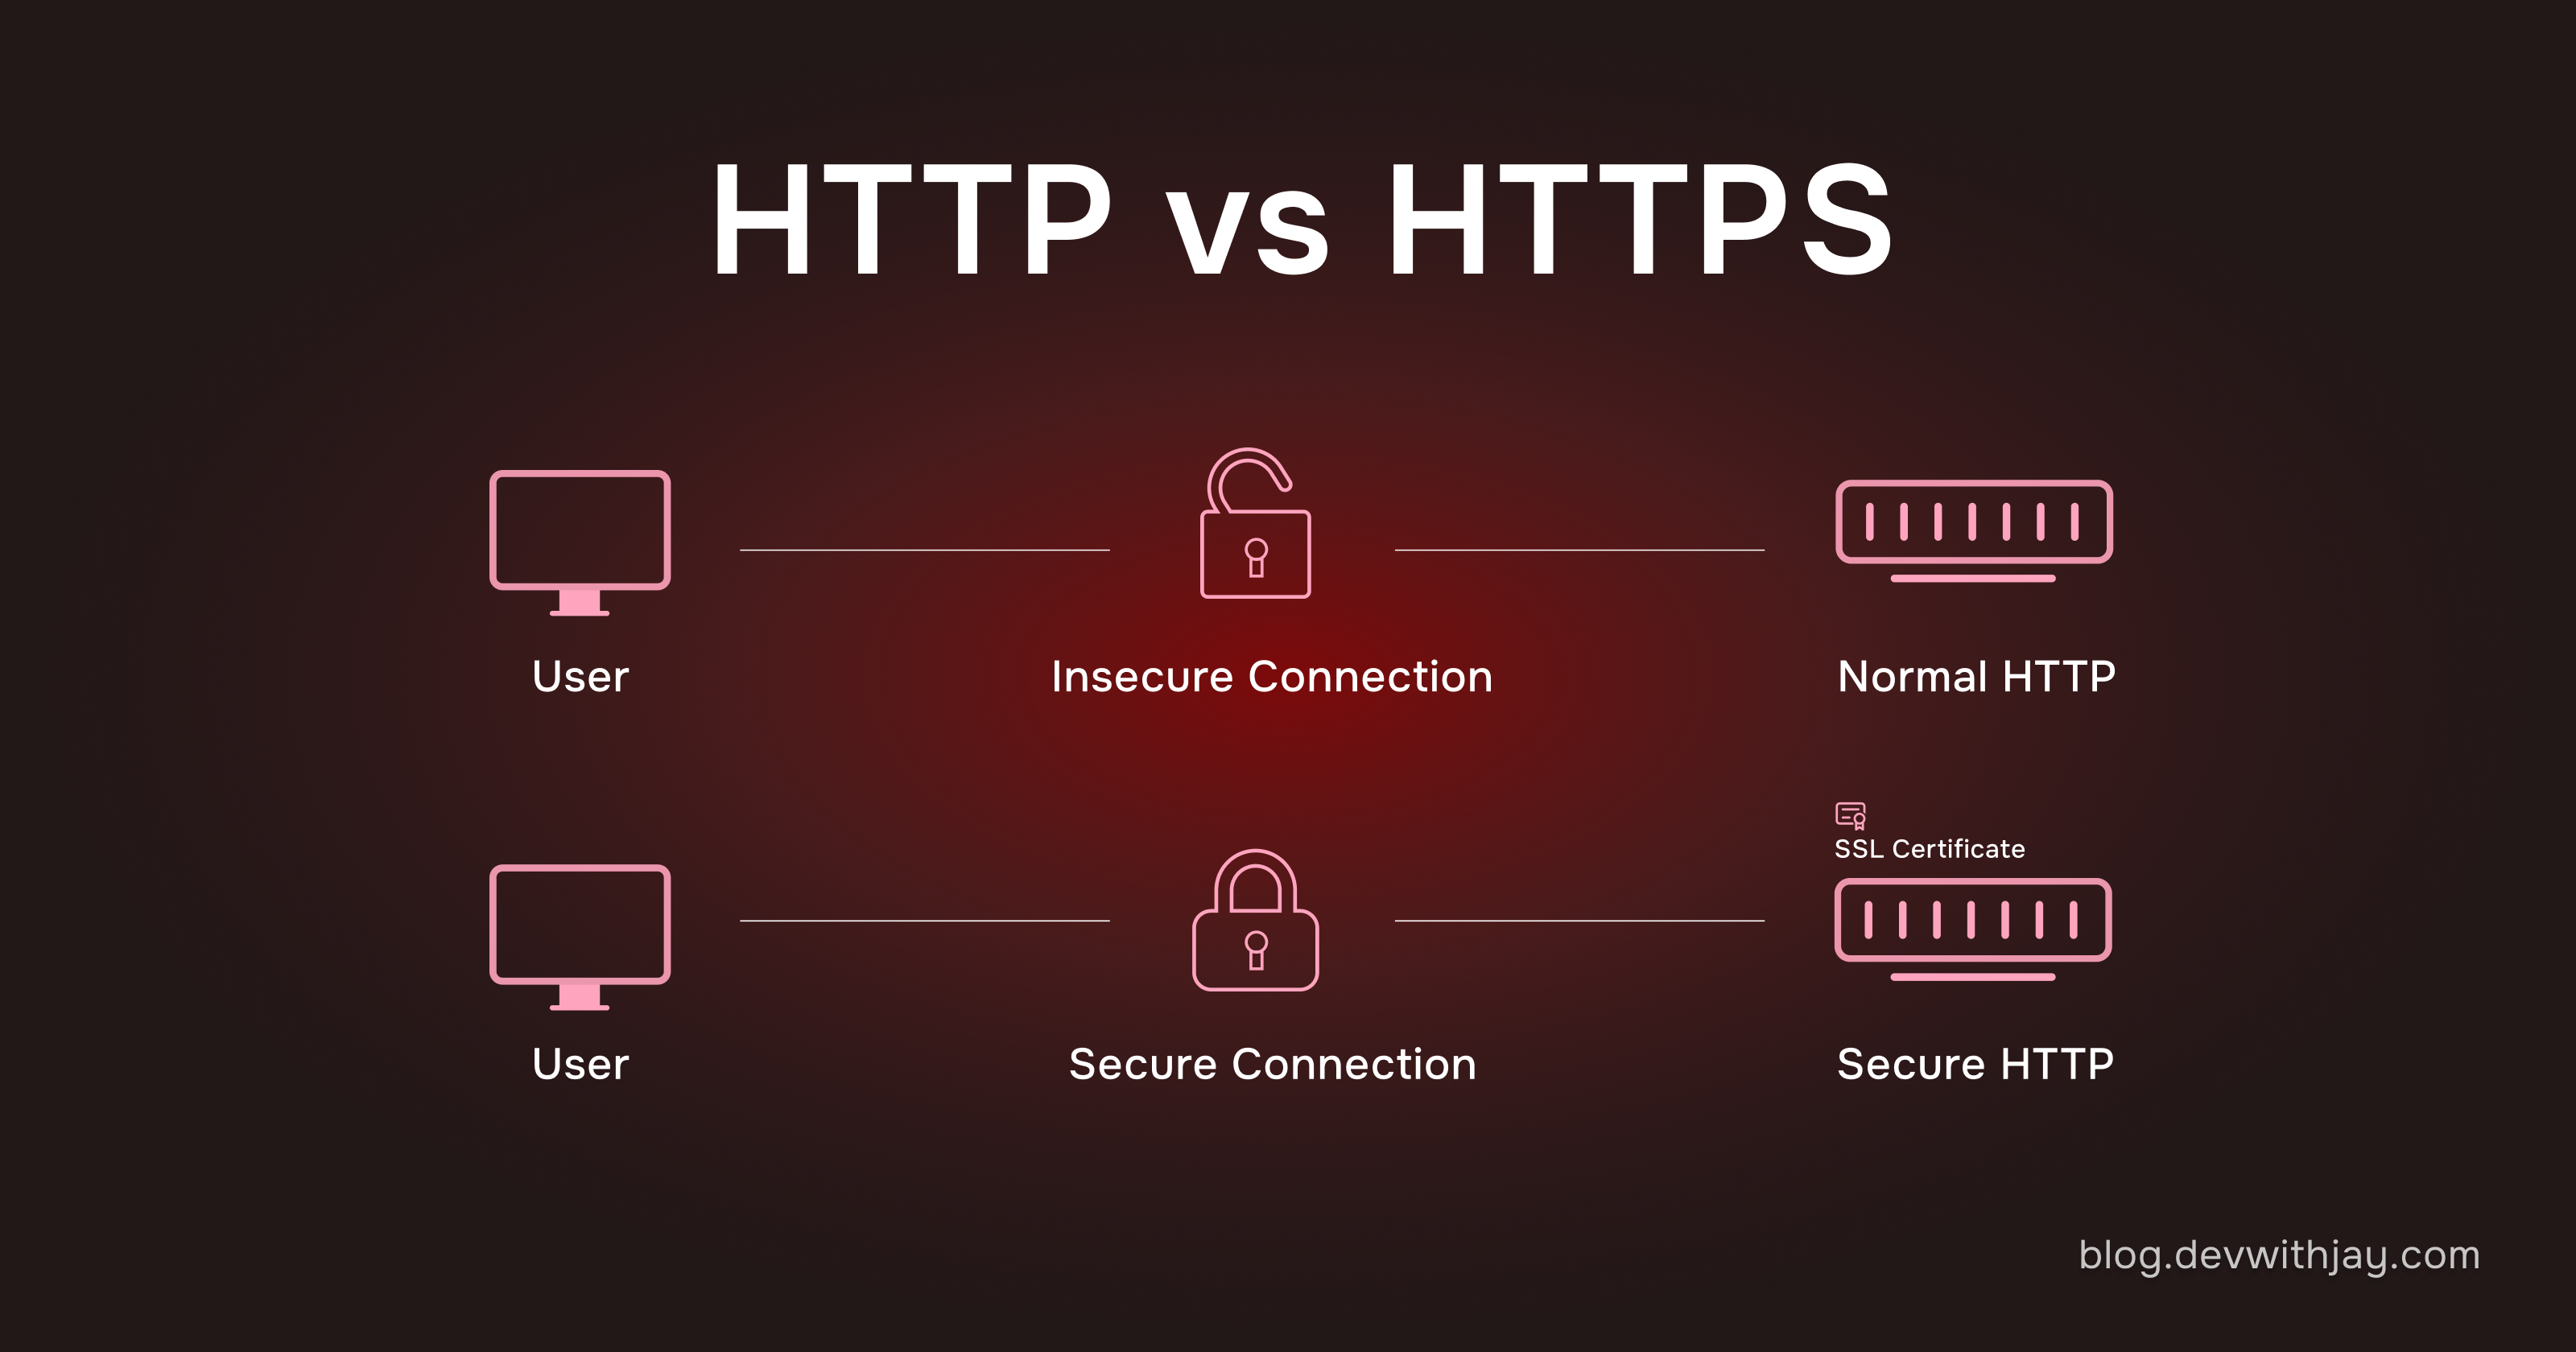 HTTP vs HTTPS
User
Insecure Connection
Normal HTTP
SSL Certificate
User
Secure Connection
Secure HTTP
blog.devwithjay.com